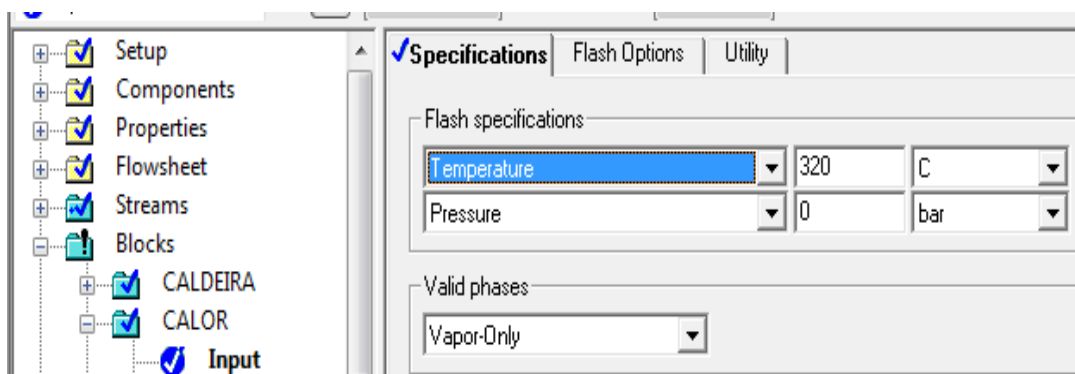 Setup
Components
Properties
Flowsheet
Streams
Blocks
CALDEIRA
CALOR
Input
Specifications Flash Options Utility
Flash specifications
Temperature 320 C
Pressure 0 bar
Valid phases
Vapor-Only